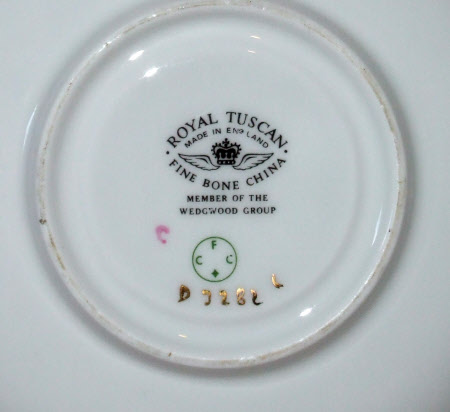 ROYAL TUSCAN
MADE IN ENGLAND
FINE BONE CHINA
MEMBER OF THE
WEDGWOOD GROUP
C
F
C C